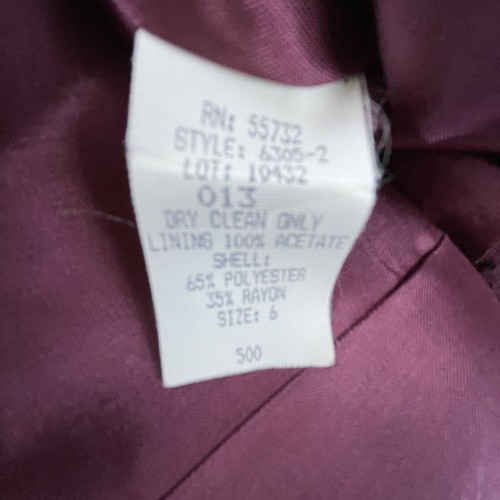 RN: 55732
STYLE: 6305-2
LOT: 10432
013
DRY CLEAN ONLY
LINING 100% ACETATE
SHELL:
65% POLYESTER
35% RAYON
SIZE: 6
500